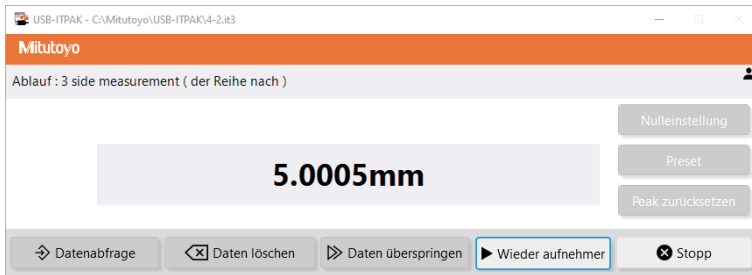 USB-ITPAK - C:\Mitutoyo\USB-ITPAK\4-2.it3
Mitutoyo
Ablauf : 3 side measurement ( der Reihe nach )
Nulleinstellung
5.0005mm
Preset
Peak zurücksetzen
Datenabfrage
Daten löschen
Daten überspringen
Wieder aufnehmer
Stopp